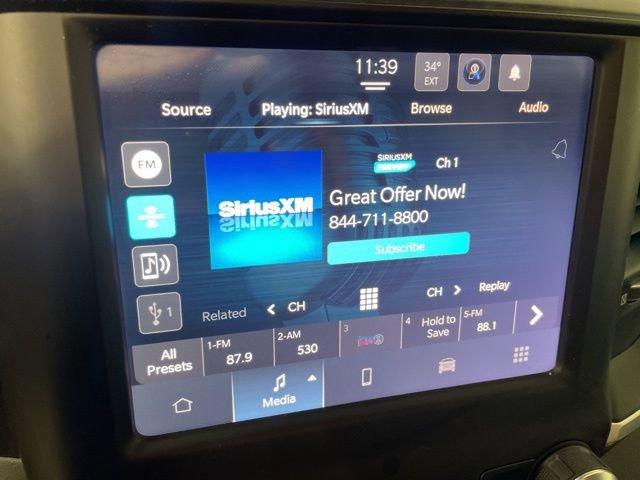 11:39
34°
EXT
Source
Playing: SiriusXM
Browse
Audio
FM
SiriusXM
SIRIUSXM
Ch 1
Great Offer Now!
844-711-8800
Subscribe
1
Related
CH
CH
Replay
All
Presets
1-FM
87.9
2-AM
530
3
4
Hold to
Save
5-FM
88.1
Media